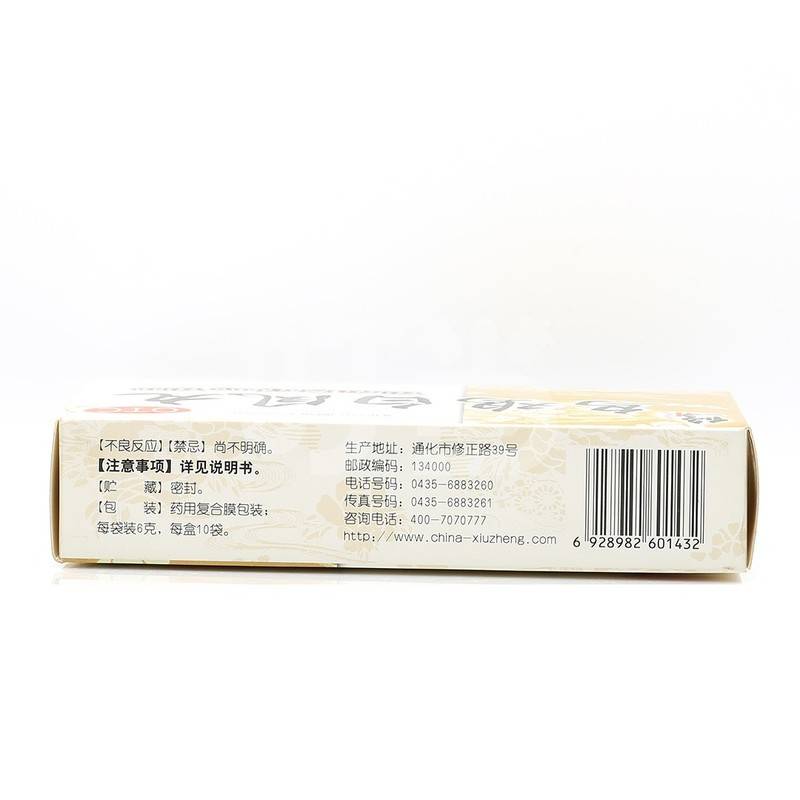 【不良反应】【禁忌】尚不明确。
【注意事项】详见说明书。
【贮　　藏】密封。
【包　　装】药用复合膜包装;
每袋装6克,每盒10袋。
生产地址: 通化市修正路39号
邮政编码: 134000
电话号码: 0435-6883260
传真号码: 0435-6883261
咨询电话: 400-7070777
http://www.china-xiuzheng.com
6 928982 601432
OTC